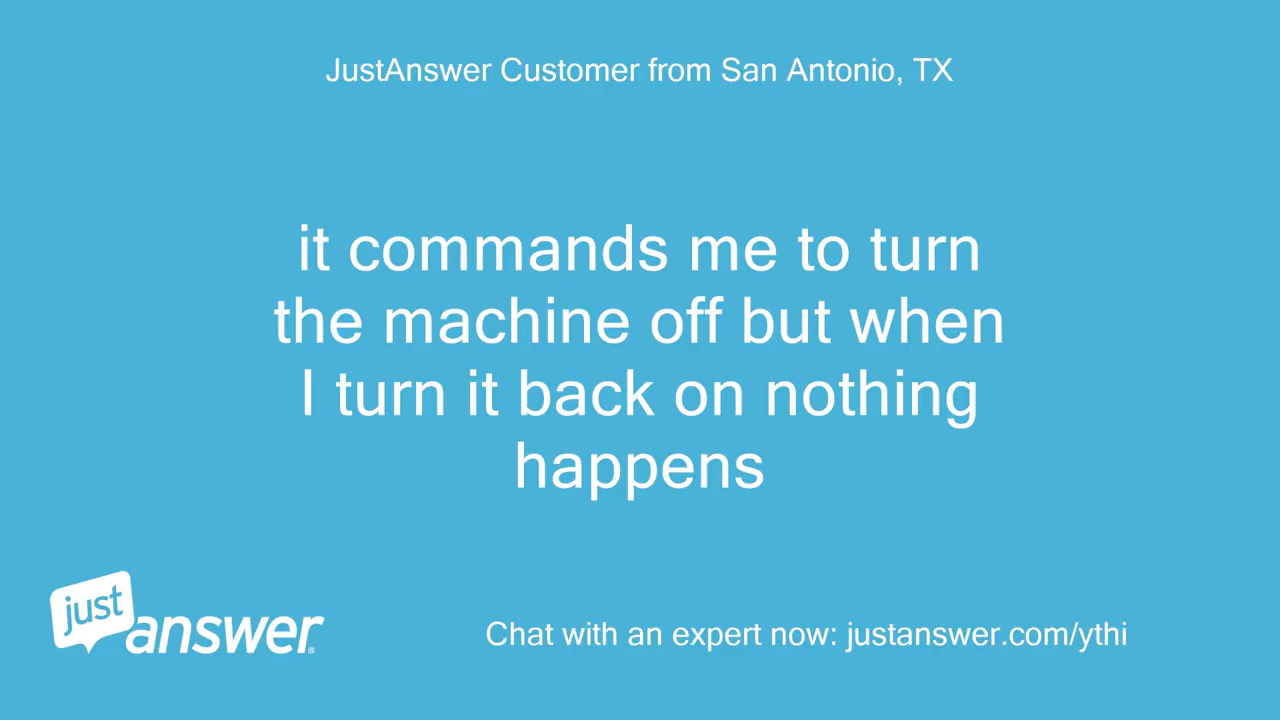 JustAnswer Customer from San Antonio, TX
it commands me to turn
the machine off but when
I turn it back on nothing
happens
just
answer®
Chat with an expert now: justanswer.com/ythi